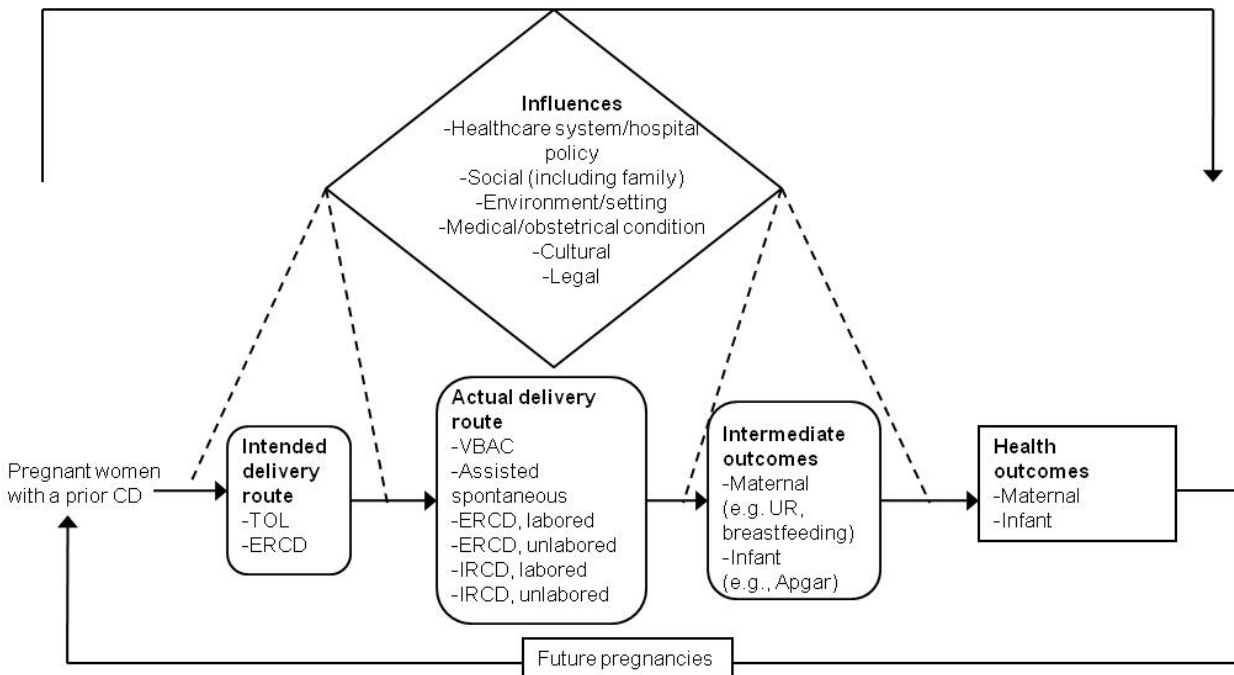 Influences
-Healthcare system/hospital
policy
-Social (including family)
-Environment/setting
-Medical/obstetrical condition
-Cultural
-Legal
Pregnant women
with a prior CD
Intended
delivery
route
-TOL
-ERCD
Actual delivery
route
-VBAC
-Assisted
spontaneous
-ERCD, labored
-ERCD, unlabored
-IRCD, labored
-IRCD, unlabored
Intermediate
outcomes
-Maternal
(e.g. UR,
breastfeeding)
-Infant
(e.g., Apgar)
Health
outcomes
-Maternal
-Infant
Future pregnancies